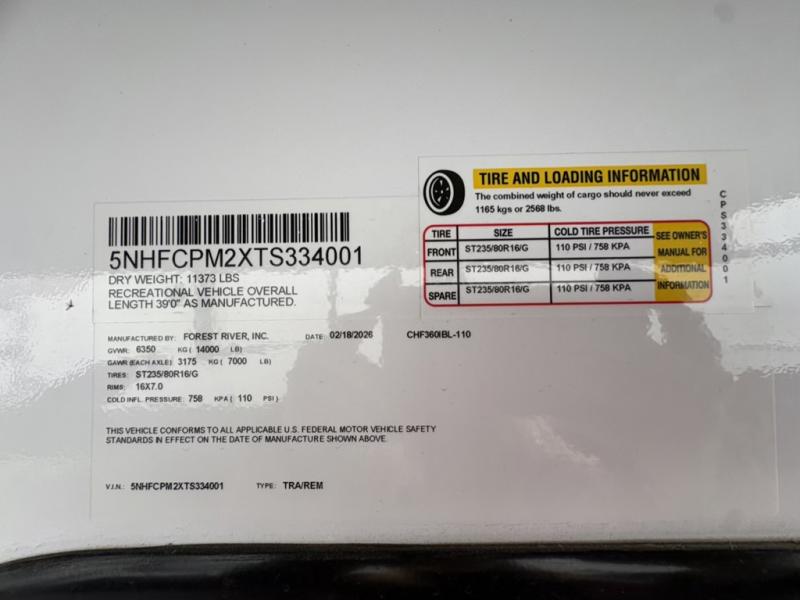 TIRE AND LOADING INFORMATION
The combined weight of cargo should never exceed
1165 kgs or 2568 lbs.
TIRE SIZE COLD TIRE PRESSURE SEE OWNER'S MANUAL FOR ADDITIONAL INFORMATION
FRONT ST235/80R16/G 110 PSI / 758 KPA
REAR ST235/80R16/G 110 PSI / 758 KPA
SPARE ST235/80R16/G 110 PSI / 758 KPA
CPS334001
5NHFCPM2XTS334001
DRY WEIGHT: 11373 LBS
RECREATIONAL VEHICLE OVERALL
LENGTH 39'0" AS MANUFACTURED.
MANUFACTURED BY: FOREST RIVER, INC. DATE: 02/18/2026 CHF360IBL-110
GVWR: 6350 KG ( 14000 LB)
GAWR (EACH AXLE) 3175 KG ( 7000 LB)
TIRES: ST235/80R16/G
RIMS: 16X7.0
COLD INFL. PRESSURE: 758 KPA ( 110 PSI )
THIS VEHICLE CONFORMS TO ALL APPLICABLE U.S. FEDERAL MOTOR VEHICLE SAFETY
STANDARDS IN EFFECT ON THE DATE OF MANUFACTURE SHOWN ABOVE.
V.I.N.: 5NHFCPM2XTS334001 TYPE: TRA/REM